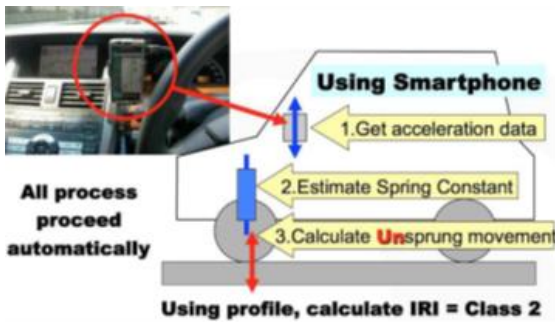 Using Smartphone
1.Get acceleration data
2.Estimate Spring Constant
3.Calculate Unsprung movement
All process
proceed
automatically
Using profile, calculate IRI = Class 2